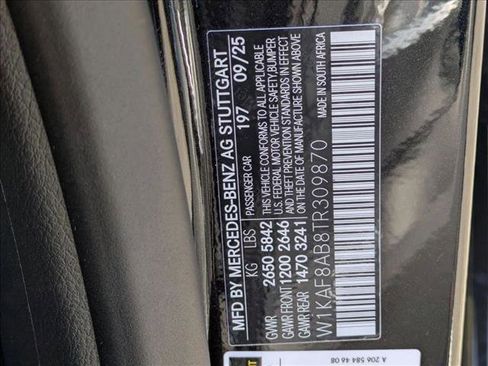 MFD BY MERCEDES-BENZ AG STUTTGART
197 09/25
KG LBS
GWR 2650 5842
GAWR FRONT 1200 2646
GAWR REAR 1470 3241
PASSENGER CAR
THIS VEHICLE CONFORMS TO ALL APPLICABLE
U.S. FEDERAL MOTOR VEHICLE SAFETY,BUMPER
AND THEFT PREVENTION STANDARDS IN EFFECT
ON THE DATE OF MANUFACTURE SHOWN ABOVE
W1KAF8AB8TR309870
MADE IN SOUTH AFRICA
A 206 584 46 08